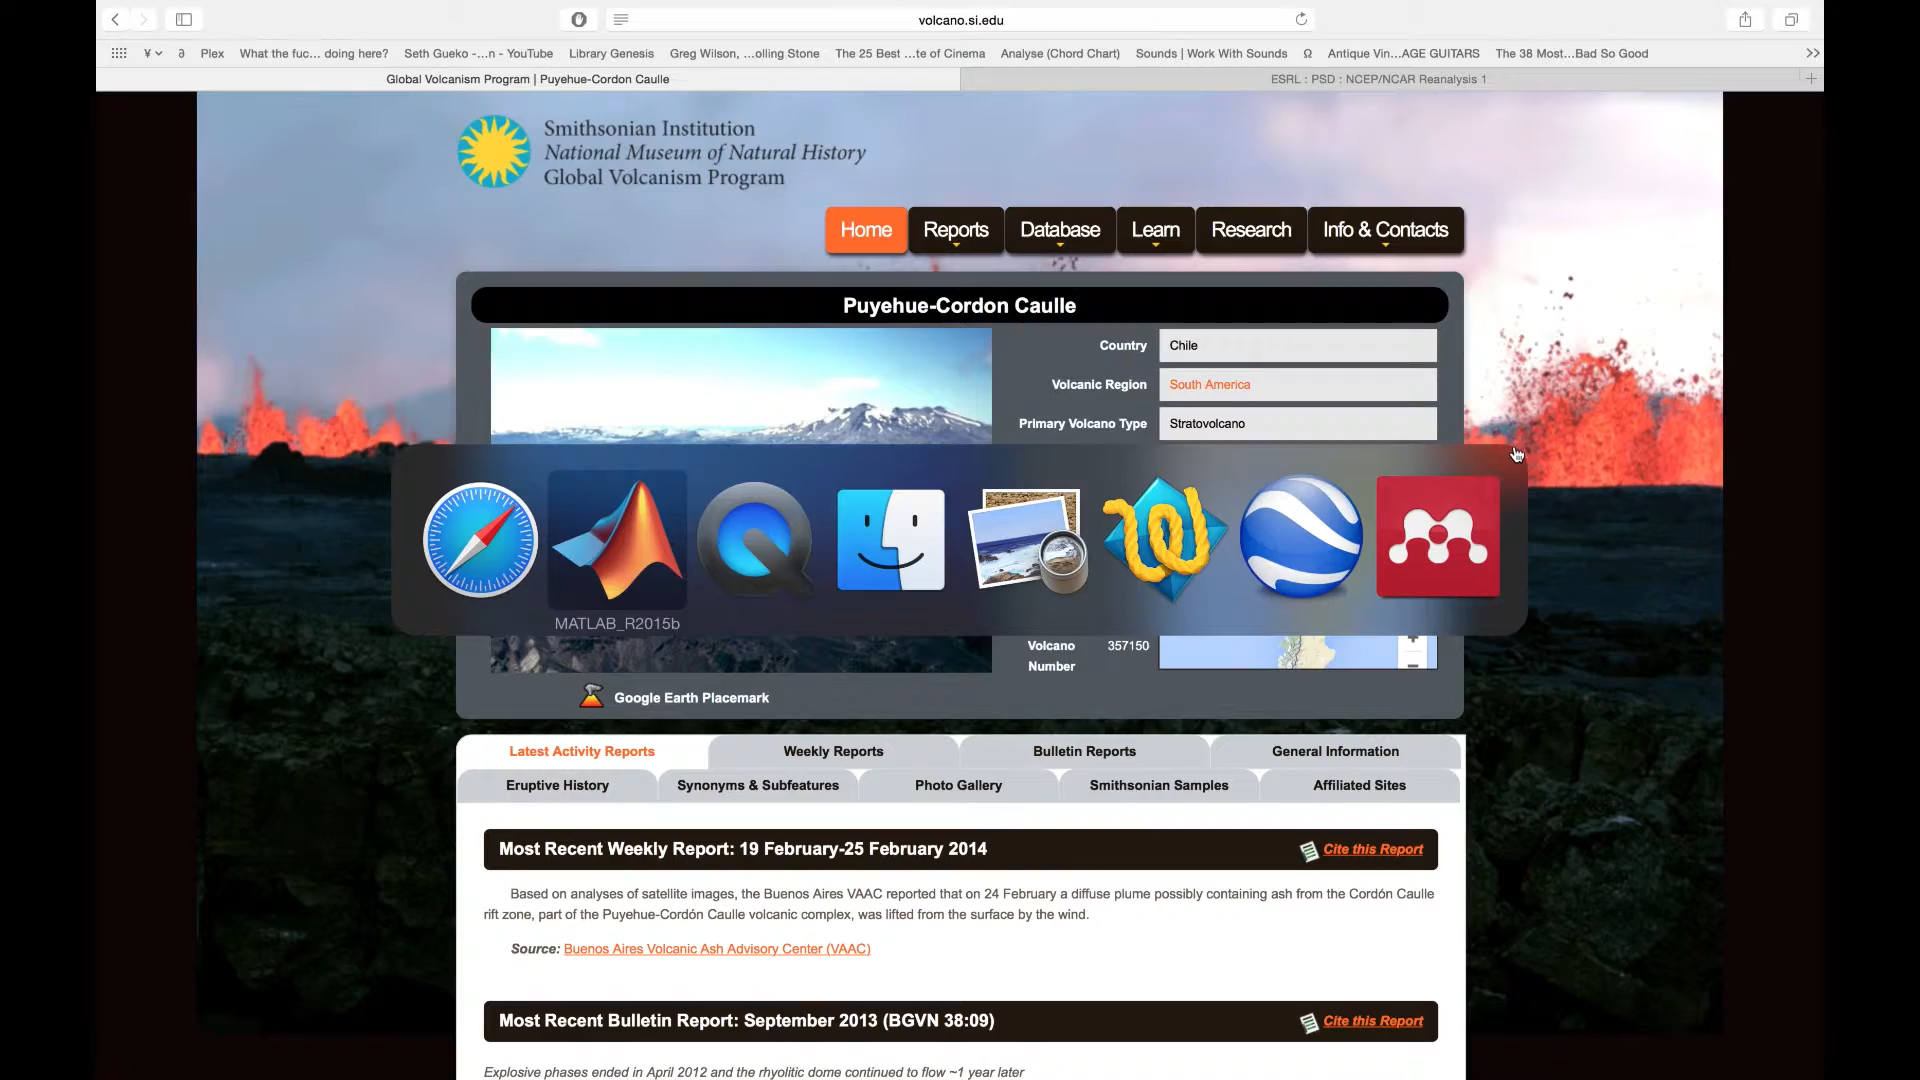 volcano.si.edu
¥
∂
Plex
What the fuc... doing here?
Seth Gueko -...n - YouTube
Library Genesis
Greg Wilson, ...olling Stone
The 25 Best ...te of Cinema
Analyse (Chord Chart)
Sounds | Work With Sounds
Ω
Antique Vin...AGE GUITARS
The 38 Most...Bad So Good
Global Volcanism Program | Puyehue-Cordon Caulle
ESRL : PSD : NCEP/NCAR Reanalysis 1
Smithsonian Institution
National Museum of Natural History
Global Volcanism Program
Home
Reports
Database
Learn
Research
Info & Contacts
Puyehue-Cordon Caulle
Country
Chile
Volcanic Region
South America
Primary Volcano Type
Stratovolcano
MATLAB_R2015b
Volcano
Number
357150
Google Earth Placemark
Latest Activity Reports
Weekly Reports
Bulletin Reports
General Information
Eruptive History
Synonyms & Subfeatures
Photo Gallery
Smithsonian Samples
Affiliated Sites
Most Recent Weekly Report: 19 February-25 February 2014
Cite this Report
Based on analyses of satellite images, the Buenos Aires VAAC reported that on 24 February a diffuse plume possibly containing ash from the Cordón Caulle
rift zone, part of the Puyehue-Cordón Caulle volcanic complex, was lifted from the surface by the wind.
Source: Buenos Aires Volcanic Ash Advisory Center (VAAC)
Most Recent Bulletin Report: September 2013 (BGVN 38:09)
Cite this Report
Explosive phases ended in April 2012 and the rhyolitic dome continued to flow ~1 year later